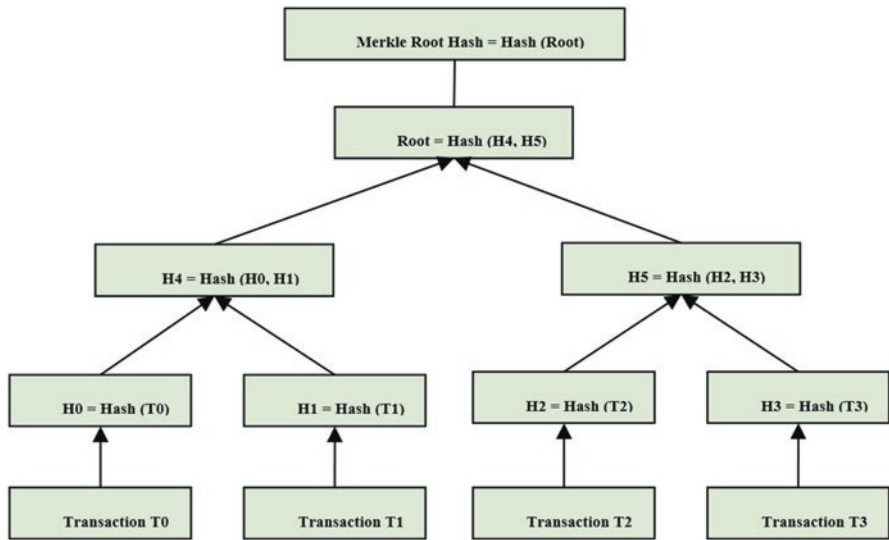 Merkle Root Hash = Hash (Root)
Root = Hash (H4, H5)
H4 = Hash (H0, H1)
H5 = Hash (H2, H3)
H0 = Hash (T0)
H1 = Hash (T1)
H2 = Hash (T2)
H3 = Hash (T3)
Transaction T0
Transaction T1
Transaction T2
Transaction T3